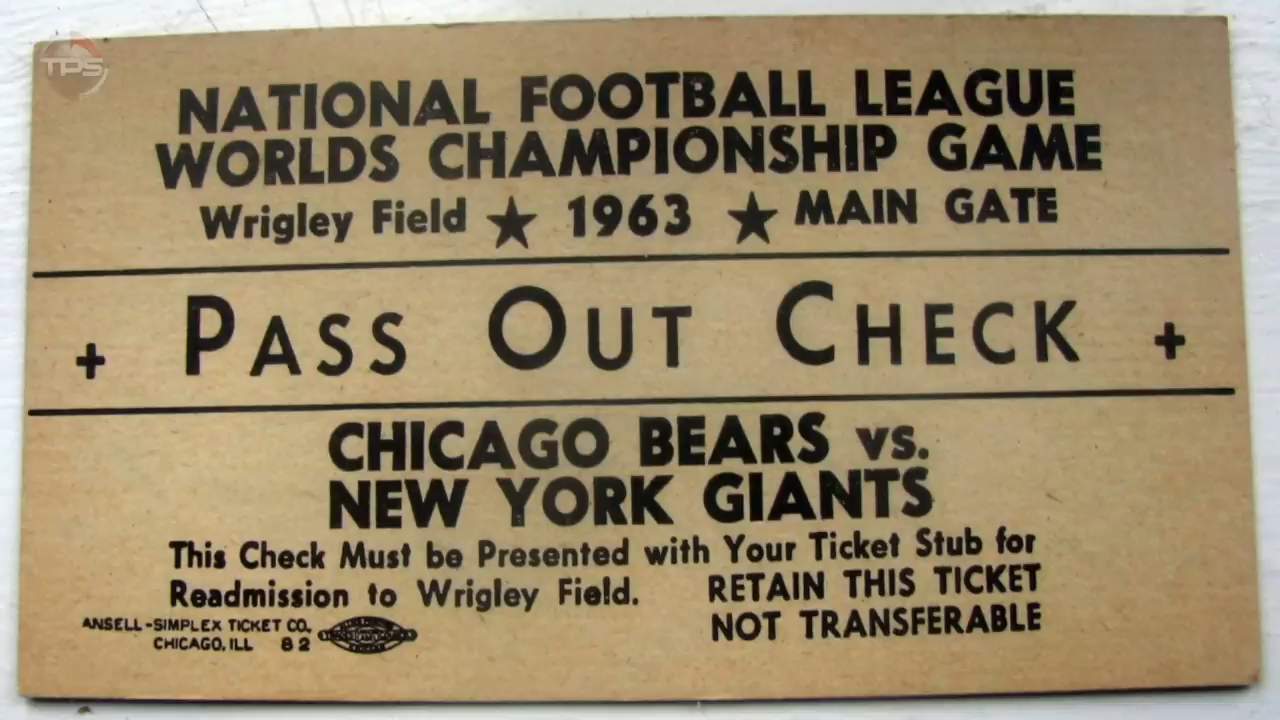 TPS
NATIONAL FOOTBALL LEAGUE
WORLDS CHAMPIONSHIP GAME
Wrigley Field ★ 1963 ★ MAIN GATE
+ PASS OUT CHECK +
CHICAGO BEARS vs.
NEW YORK GIANTS
This Check Must be Presented with Your Ticket Stub for
Readmission to Wrigley Field.
RETAIN THIS TICKET
NOT TRANSFERABLE
ANSELL-SIMPLEX TICKET CO.
CHICAGO, ILL 82